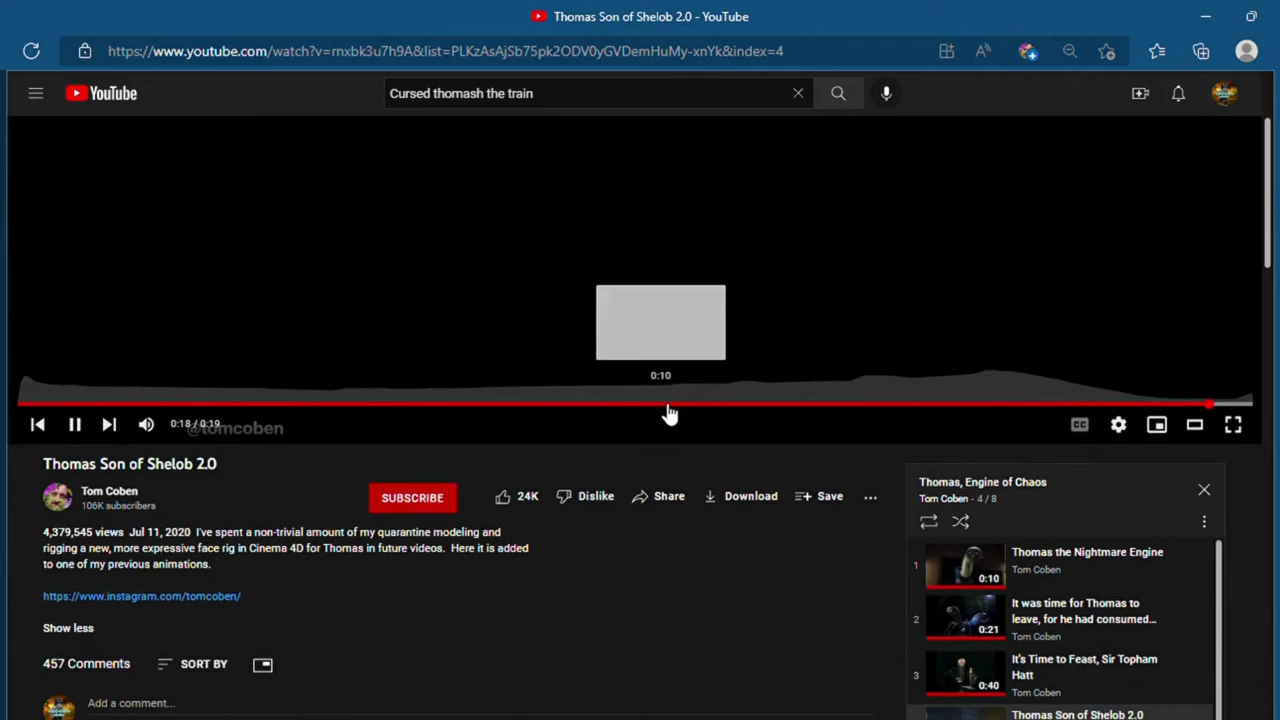 Thomas Son of Shelob 2.0 - YouTube
https://www.youtube.com/watch?v=rnxbk3u7h9A&list=PLKzAsAjSb75pk2ODV0yGVDemHuMy-xnYk&index=4
YouTube
Cursed thomash the train
0:10
0:18 / 0:19
@tomcoben
CC
Thomas Son of Shelob 2.0
Tom Coben
106K subscribers
SUBSCRIBE
24K
Dislike
Share
Download
Save
4,379,545 views Jul 11, 2020 I've spent a non-trivial amount of my quarantine modeling and
rigging a new, more expressive face rig in Cinema 4D for Thomas in future videos. Here it is added
to one of my previous animations.
https://www.instagram.com/tomcoben/
Show less
457 Comments
SORT BY
Add a comment...
Thomas, Engine of Chaos
Tom Coben - 4 / 8
1
0:10
Thomas the Nightmare Engine
Tom Coben
2
0:21
It was time for Thomas to
leave, for he had consumed...
Tom Coben
3
0:40
It's Time to Feast, Sir Topham
Hatt
Tom Coben
Thomas Son of Shelob 2.0